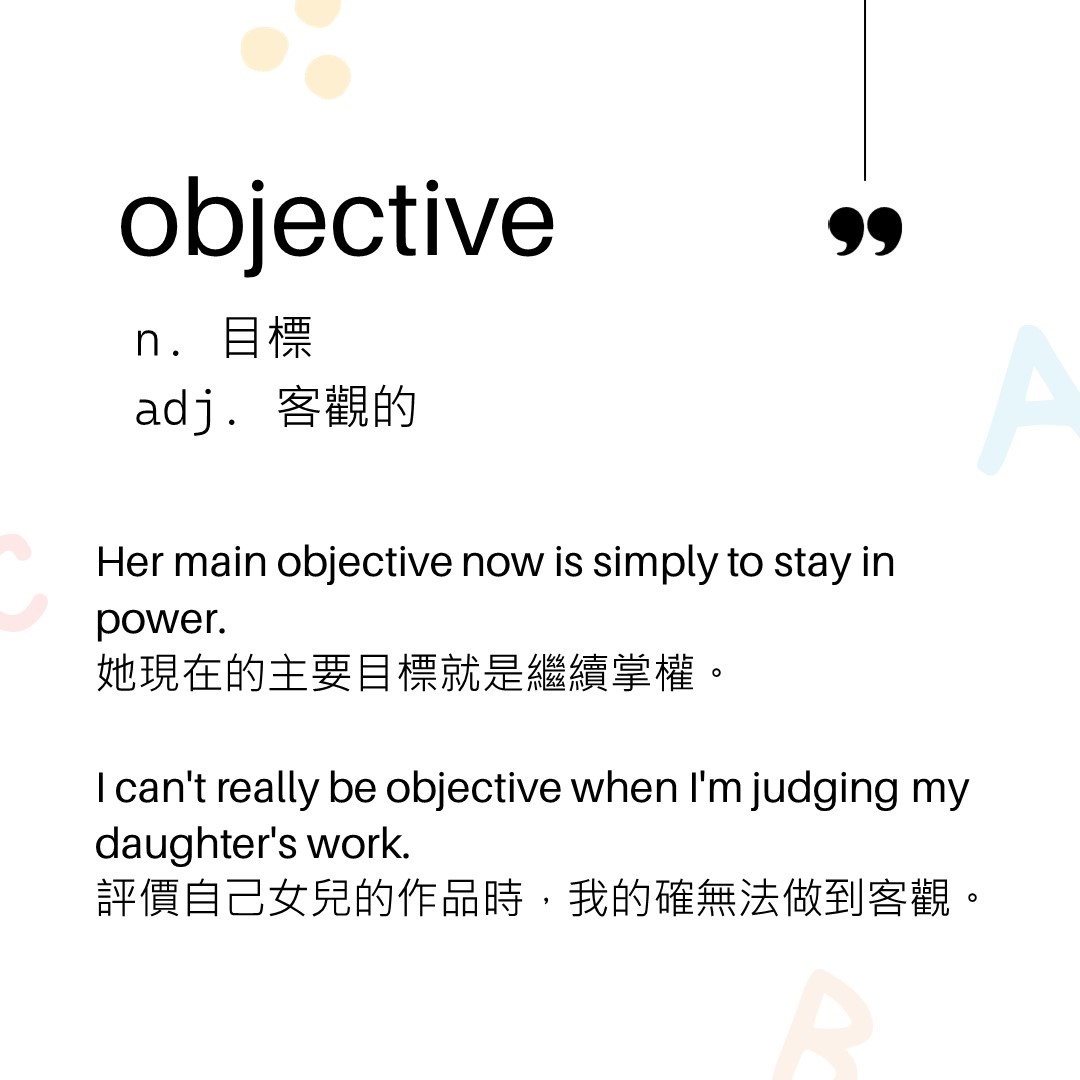 objective
”
n. 目標
adj. 客觀的
A
C
Her main objective now is simply to stay in
power.
她現在的主要目標就是繼續掌權。
I can't really be objective when I'm judging my
daughter's work.
評價自己女兒的作品時，我的確無法做到客觀。
B